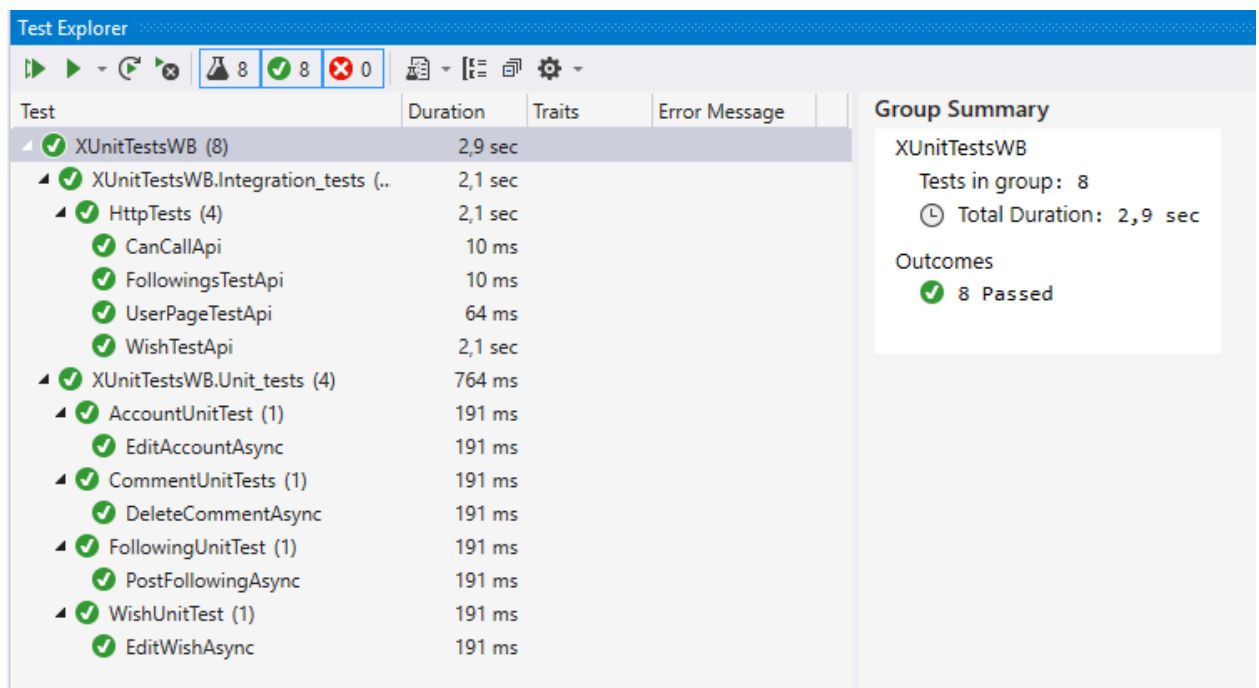 Test Explorer
8 8 0
Test Duration Traits Error Message
XUnitTestsWB (8) 2,9 sec
XUnitTestsWB.Integration_tests (.. 2,1 sec
HttpTests (4) 2,1 sec
CanCallApi 10 ms
FollowingsTestApi 10 ms
UserPageTestApi 64 ms
WishTestApi 2,1 sec
XUnitTestsWB.Unit_tests (4) 764 ms
AccountUnitTest (1) 191 ms
EditAccountAsync 191 ms
CommentUnitTests (1) 191 ms
DeleteCommentAsync 191 ms
FollowingUnitTest (1) 191 ms
PostFollowingAsync 191 ms
WishUnitTest (1) 191 ms
EditWishAsync 191 ms
Group Summary
XUnitTestsWB
Tests in group: 8
Total Duration: 2,9 sec
Outcomes
8 Passed